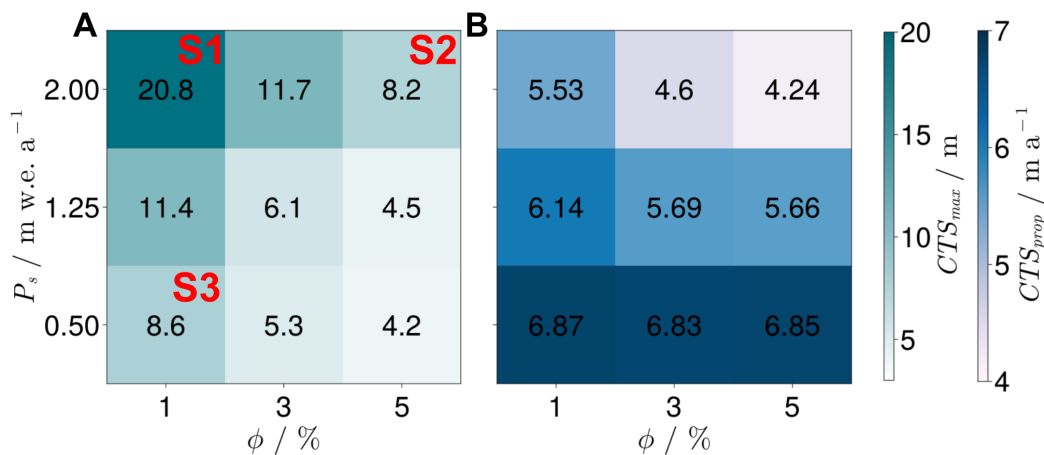 A
B
S1
S2
20.8 11.7 8.2
11.4 6.1 4.5
S3
8.6 5.3 4.2
2.00
1.25
0.50
P_s / m w.e. a⁻¹
1 3 5
ϕ / %
5.53 4.6 4.24
6.14 5.69 5.66
6.87 6.83 6.85
1 3 5
ϕ / %
20
15
10
5
CTS_max / m
7
6
5
4
CTS_prop / m a⁻¹